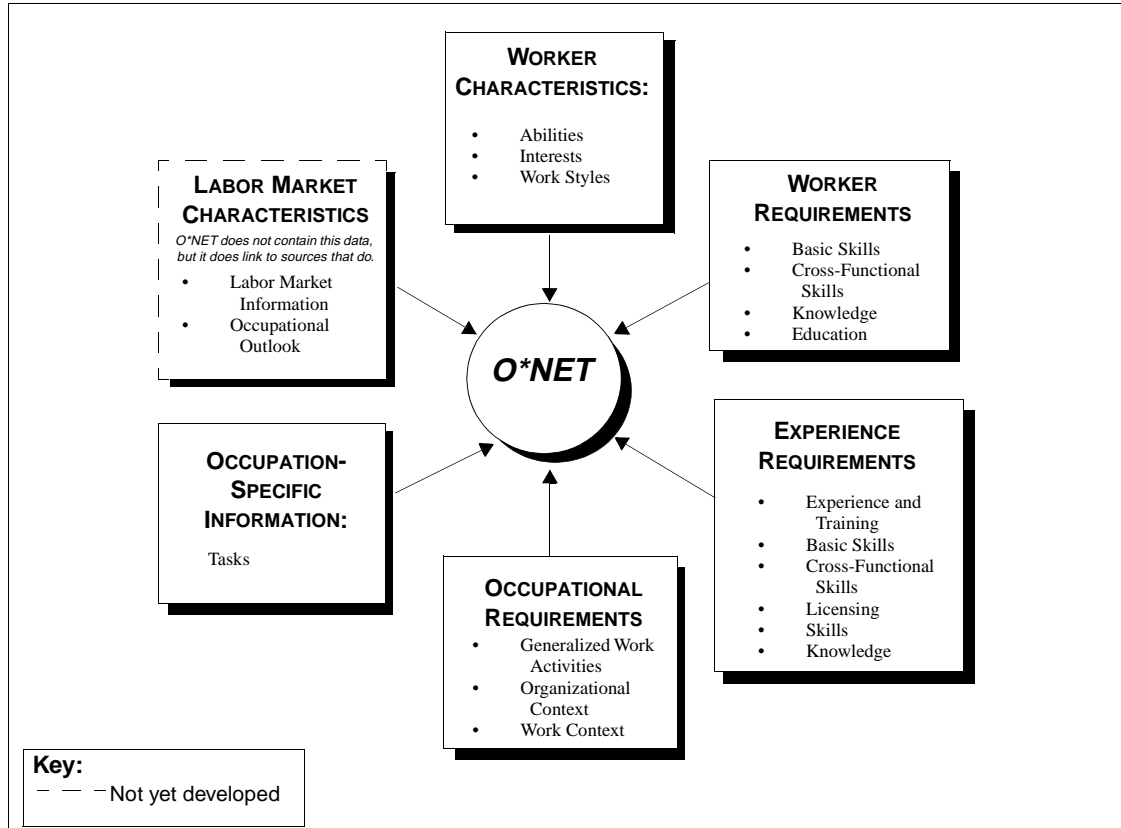 WORKER
CHARACTERISTICS:
• Abilities
• Interests
• Work Styles
LABOR MARKET
CHARACTERISTICS
O*NET does not contain this data,
but it does link to sources that do.
• Labor Market
Information
• Occupational
Outlook
WORKER
REQUIREMENTS
• Basic Skills
• Cross-Functional
Skills
• Knowledge
• Education
O*NET
OCCUPATION-
SPECIFIC
INFORMATION:
Tasks
EXPERIENCE
REQUIREMENTS
• Experience and
Training
• Basic Skills
• Cross-Functional
Skills
• Licensing
• Skills
• Knowledge
OCCUPATIONAL
REQUIREMENTS
• Generalized Work
Activities
• Organizational
Context
• Work Context
Key:
Not yet developed